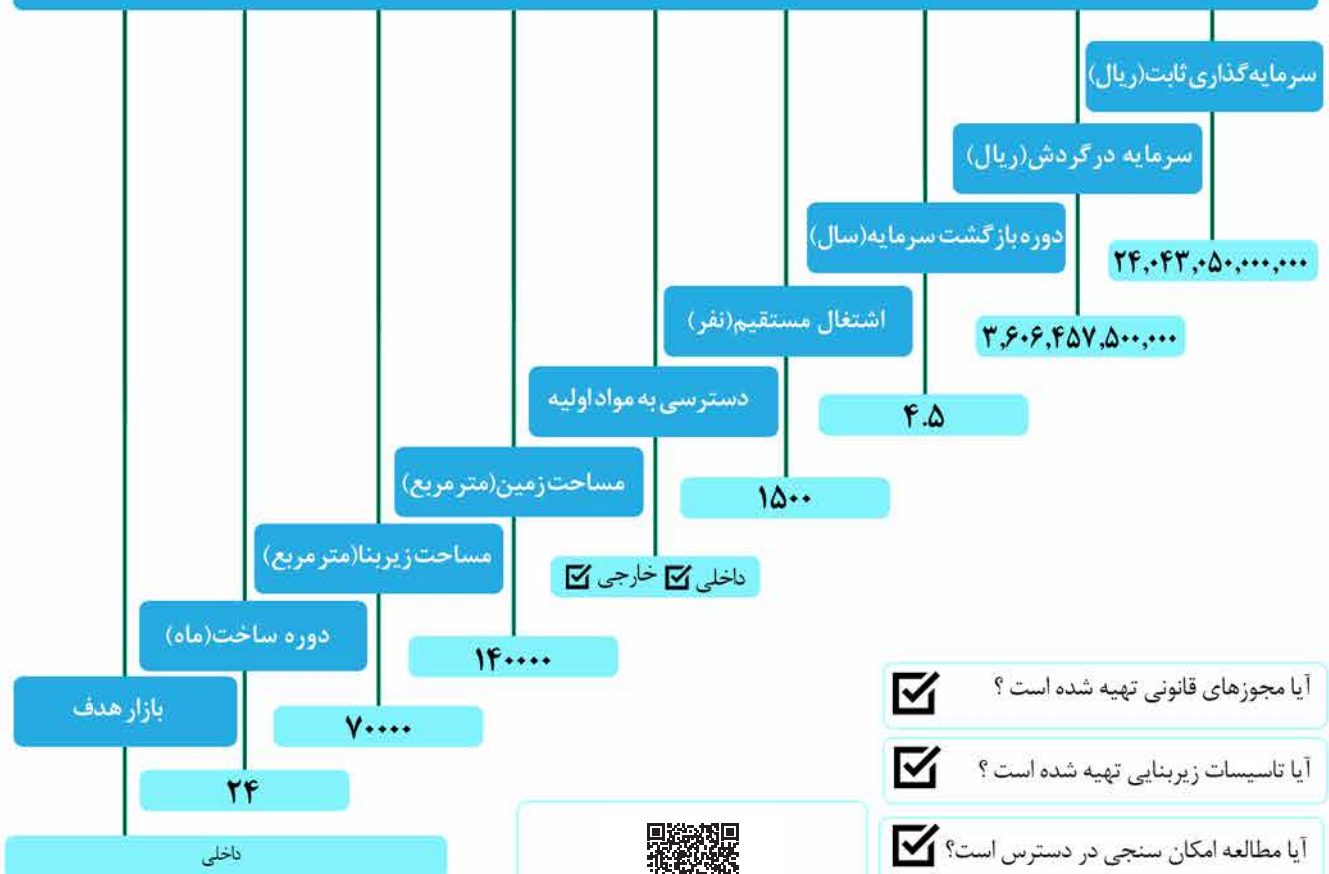 سرمایه‌گذاری ثابت(ریال)
۲۴,۰۴۳,۰۵۰,۰۰۰,۰۰۰
سرمایه در گردش(ریال)
۳,۶۰۶,۴۵۷,۵۰۰,۰۰۰
دوره بازگشت سرمایه(سال)
۴.۵
اشتغال مستقیم(نفر)
۱۵۰۰
دسترسی به مواد اولیه
داخلی ☑ خارجی ☑
مساحت زمین(متر مربع)
۱۴۰۰۰۰
مساحت زیربنا(متر مربع)
۷۰۰۰۰
دوره ساخت(ماه)
۲۴
بازار هدف
داخلی
آیا مجوزهای قانونی تهیه شده است ؟ ☑
آیا تاسیسات زیربنایی تهیه شده است ؟ ☑
آیا مطالعه امکان سنجی در دسترس است؟ ☑